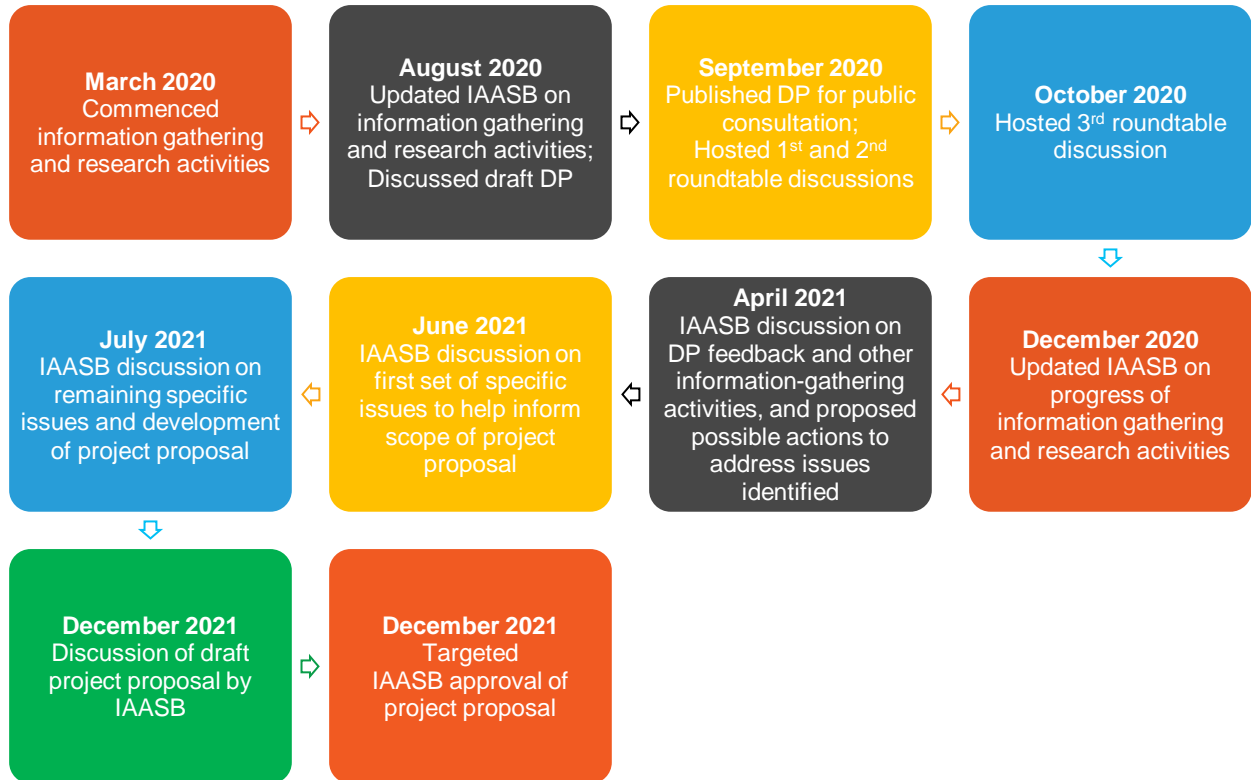 March 2020
Commenced
information gathering
and research activities
August 2020
Updated IAASB on
information gathering
and research activities;
Discussed draft DP
September 2020
Published DP for public
consultation;
Hosted 1st and 2nd
roundtable discussions
October 2020
Hosted 3rd roundtable
discussion
December 2020
Updated IAASB on
progress of
information gathering
and research activities
April 2021
IAASB discussion on
DP feedback and other
information-gathering
activities, and proposed
possible actions to
address issues
identified
June 2021
IAASB discussion on
first set of specific
issues to help inform
scope of project
proposal
July 2021
IAASB discussion on
remaining specific
issues and development
of project proposal
December 2021
Discussion of draft
project proposal by
IAASB
December 2021
Targeted
IAASB approval of
project proposal